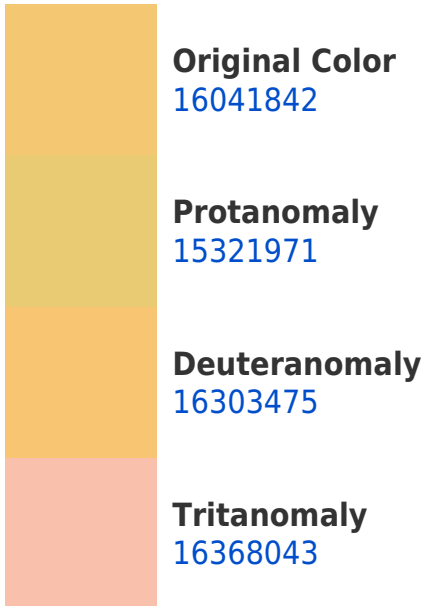 Original Color
16041842
Protanomaly
15321971
Deuteranomaly
16303475
Tritanomaly
16368043